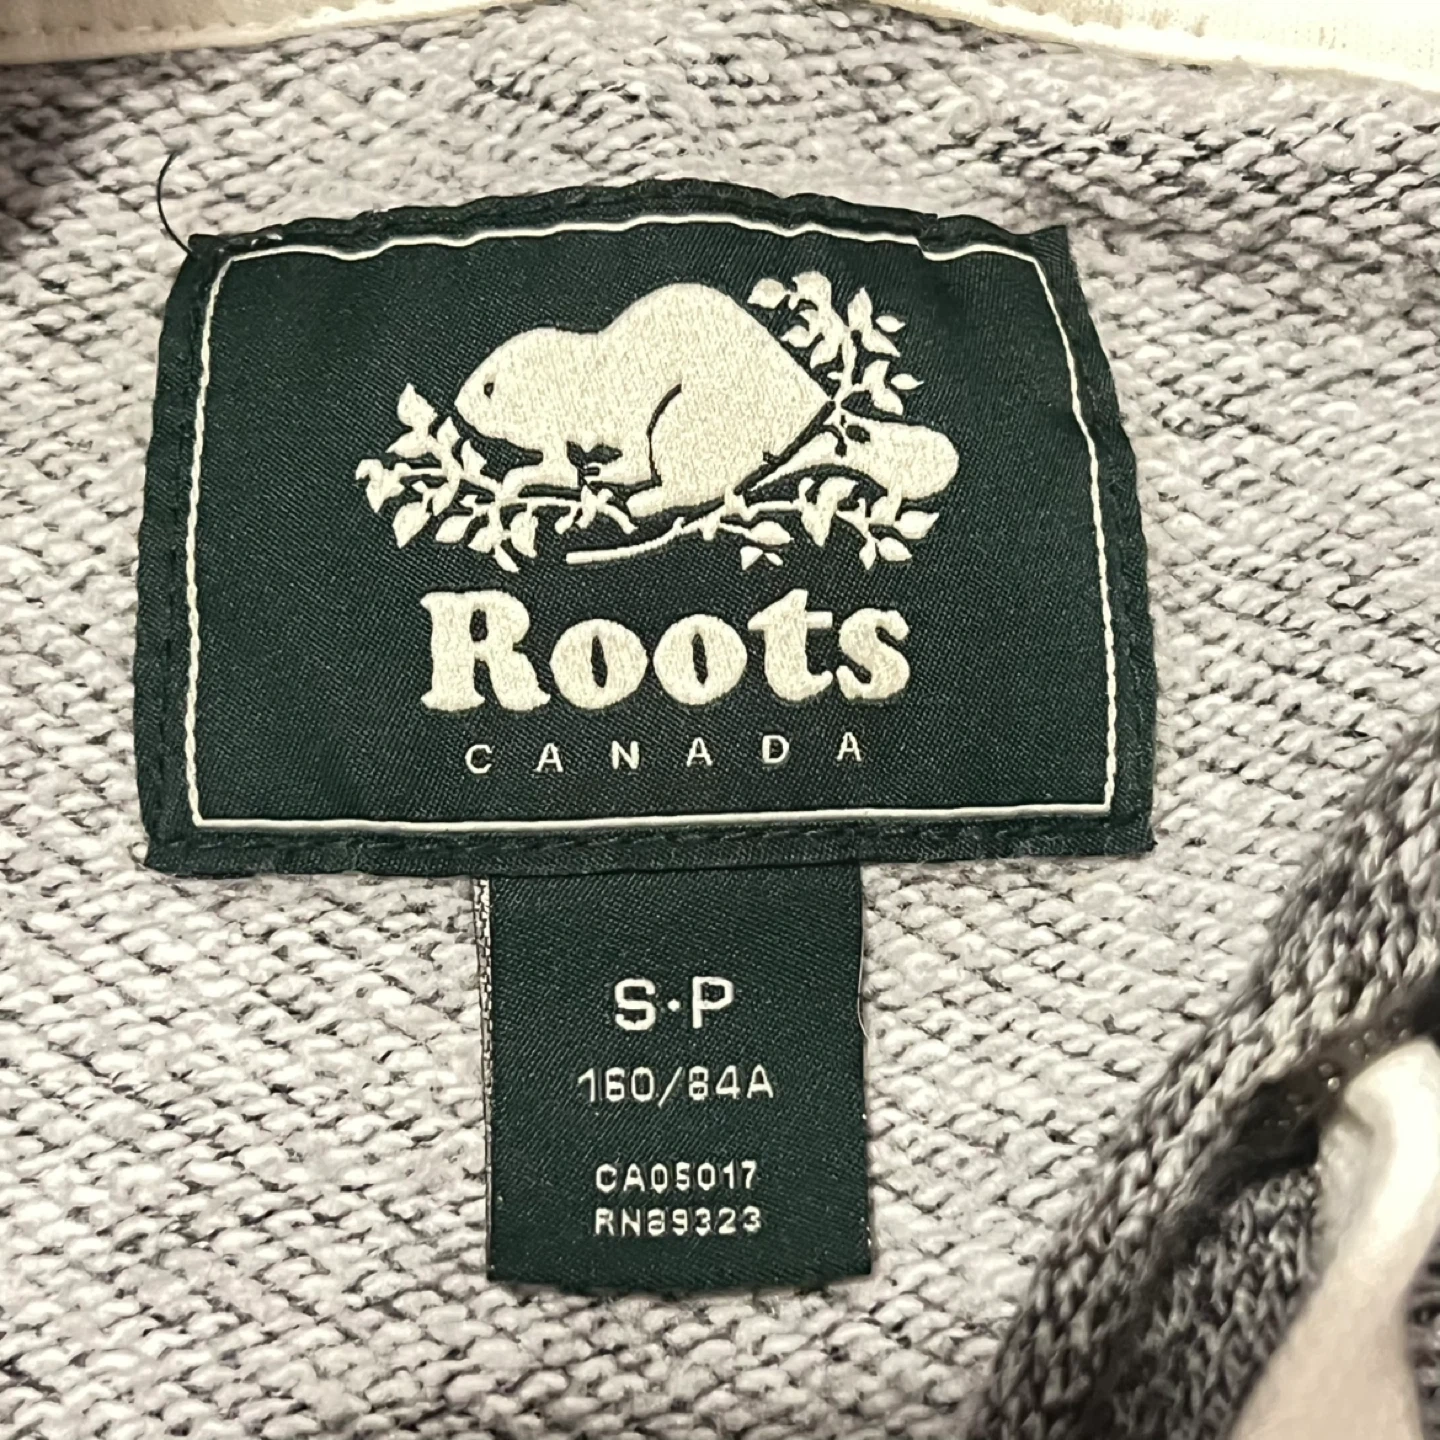 Roots
CANADA
S·P
160/84A
CA05017
RN89323